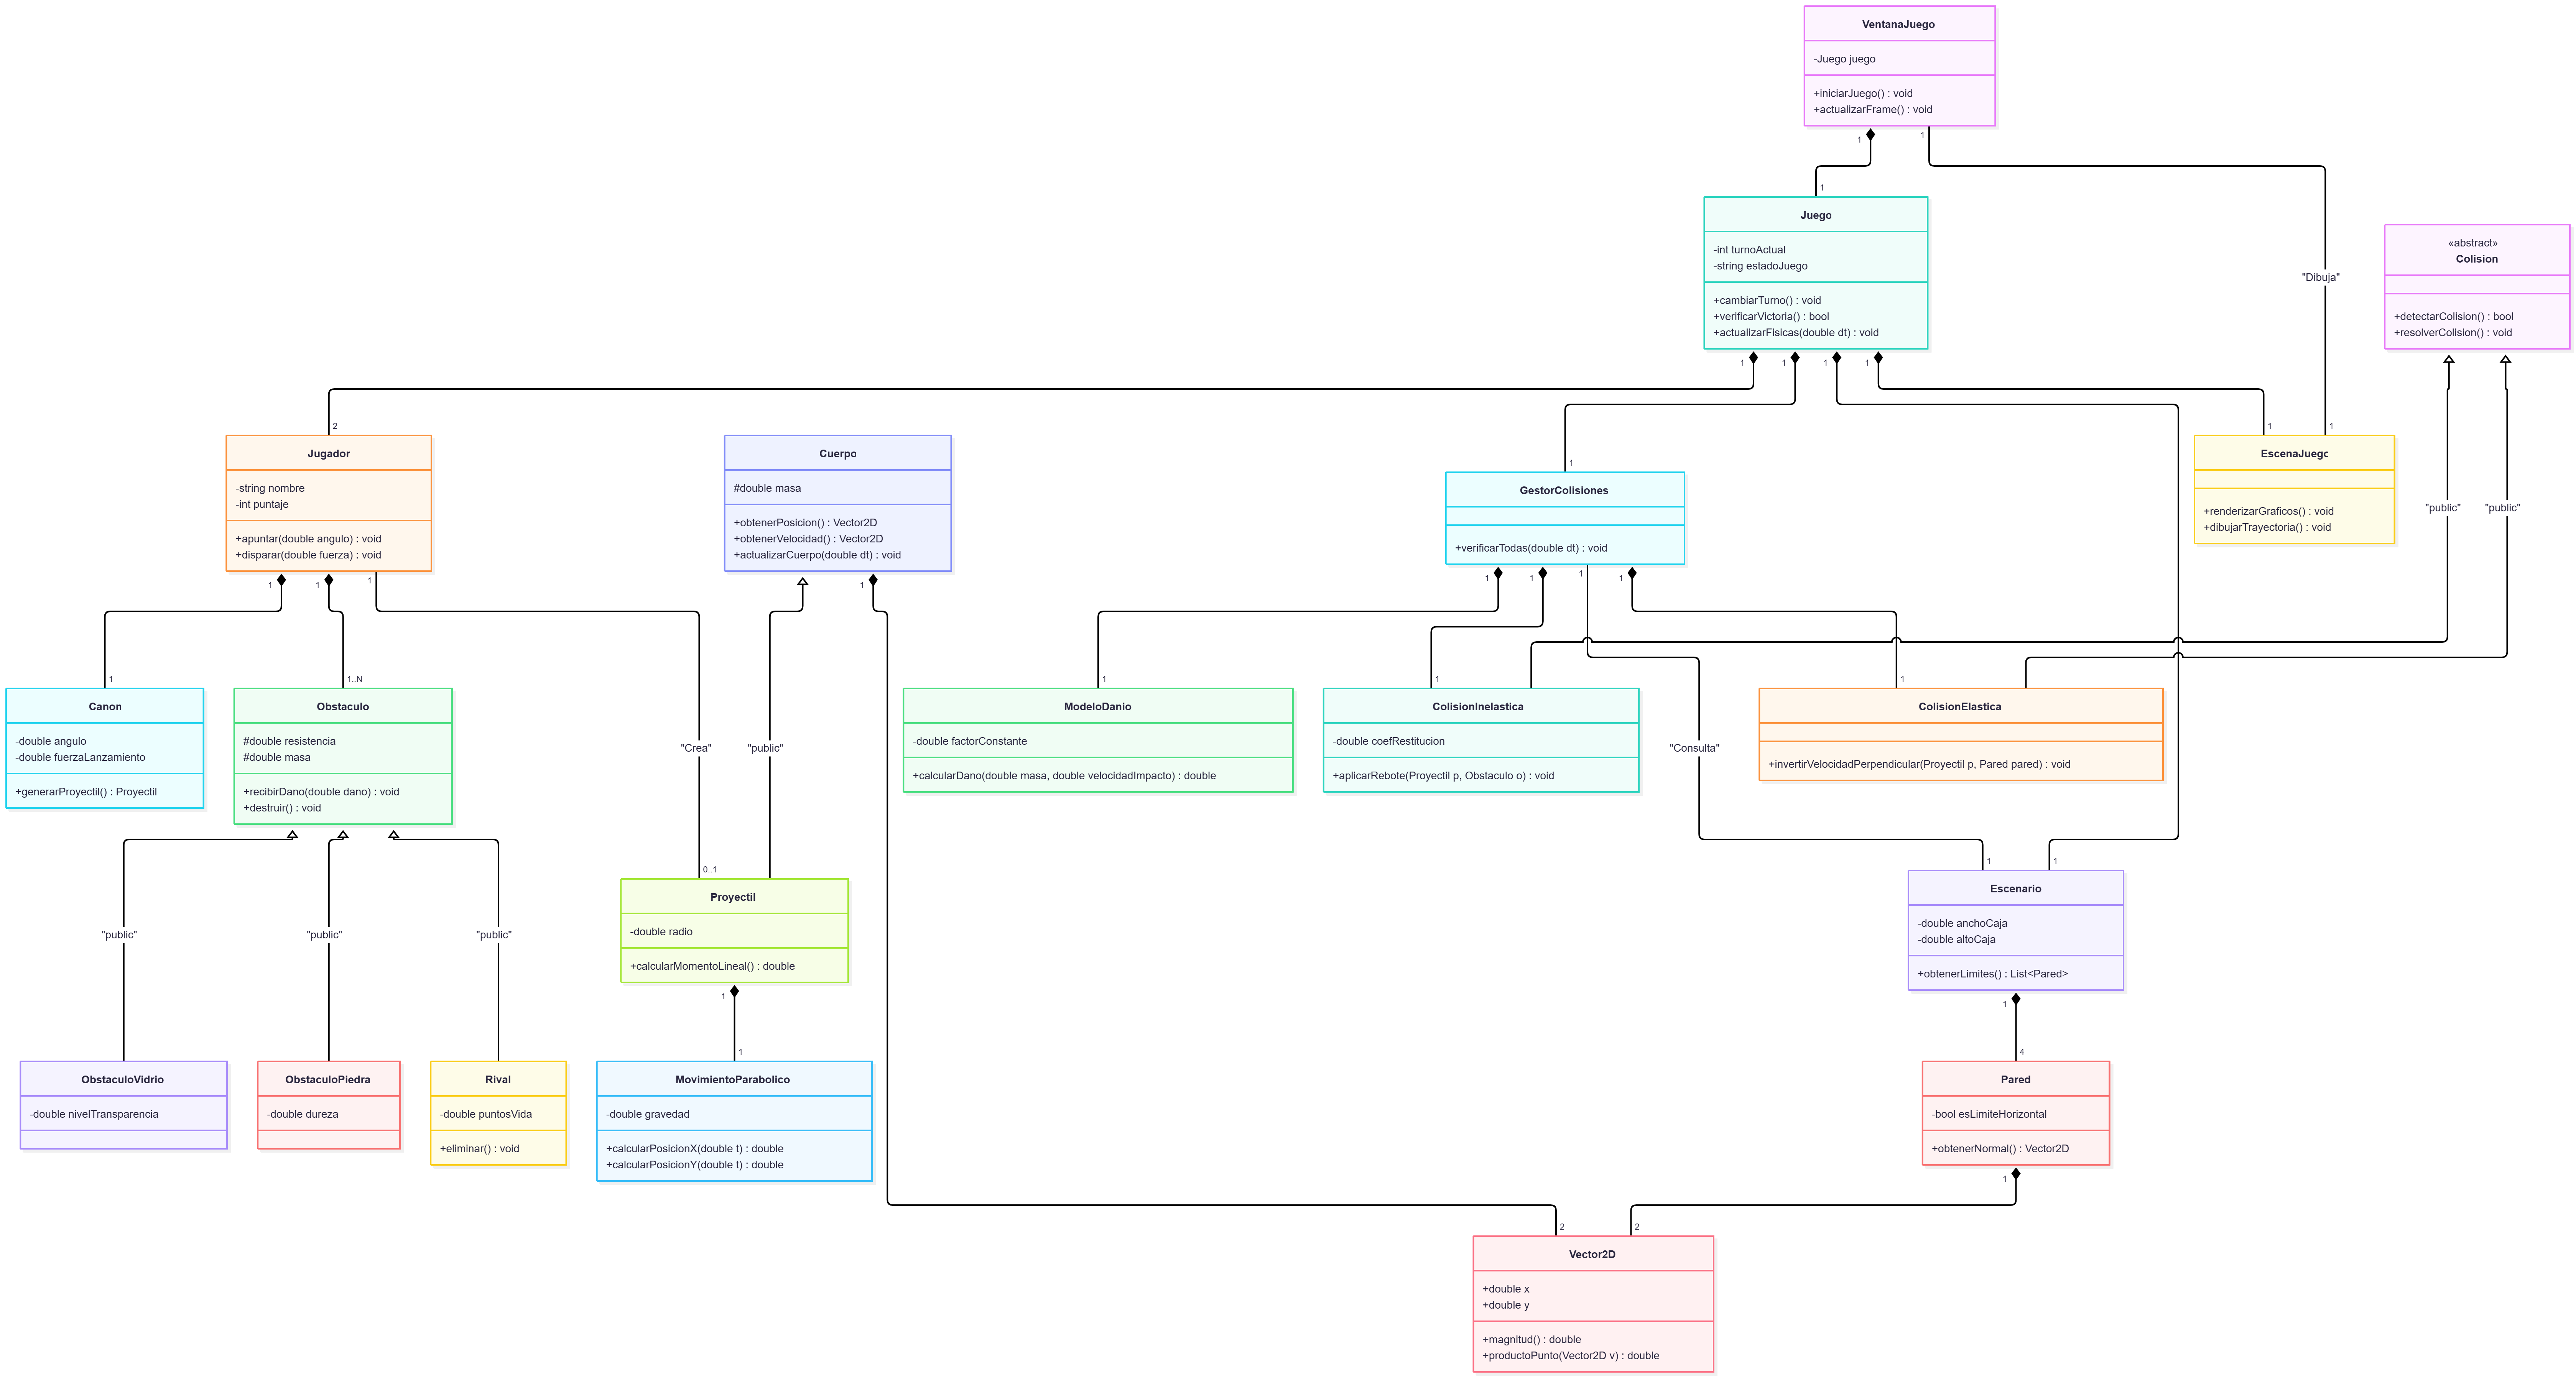 VentanaJuego
-Juego juego
+iniciarJuego() : void
+actualizarFrame() : void
1
1
1
Juego
-int turnoActual
-string estadoJuego
+cambiarTurno() : void
+verificarVictoria() : bool
+actualizarFisicas(double dt) : void
"Dibuja"
«abstract»
Colision
+detectarColision() : bool
+resolverColision() : void
1
1
1
1
2
1
1
1
Jugador
-string nombre
-int puntaje
+apuntar(double angulo) : void
+disparar(double fuerza) : void
Cuerpo
#double masa
+obtenerPosicion() : Vector2D
+obtenerVelocidad() : Vector2D
+actualizarCuerpo(double dt) : void
GestorColisiones
+verificarTodas(double dt) : void
EscenaJuego
+renderizarGraficos() : void
+dibujarTrayectoria() : void
"public"
"public"
1
1
1
1
1
1
1
1
1
1..N
1
1
1
Canon
-double angulo
-double fuerzaLanzamiento
+generarProyectil() : Proyectil
Obstaculo
#double resistencia
#double masa
+recibirDano(double dano) : void
+destruir() : void
"Crea"
"public"
ModeloDanio
-double factorConstante
+calcularDano(double masa, double velocidadImpacto) : double
ColisionInelastica
-double coefRestitucion
+aplicarRebote(Proyectil p, Obstaculo o) : void
"Consulta"
ColisionElastica
+invertirVelocidadPerpendicular(Proyectil p, Pared pared) : void
0..1
1
1
"public"
"public"
"public"
Proyectil
-double radio
+calcularMomentoLineal() : double
Escenario
-double anchoCaja
-double altoCaja
+obtenerLimites() : List<Pared>
1
1
1
4
ObstaculoVidrio
-double nivelTransparencia
ObstaculoPiedra
-double dureza
Rival
-double puntosVida
+eliminar() : void
MovimientoParabolico
-double gravedad
+calcularPosicionX(double t) : double
+calcularPosicionY(double t) : double
Pared
-bool esLimiteHorizontal
+obtenerNormal() : Vector2D
1
2
2
Vector2D
+double x
+double y
+magnitud() : double
+productoPunto(Vector2D v) : double